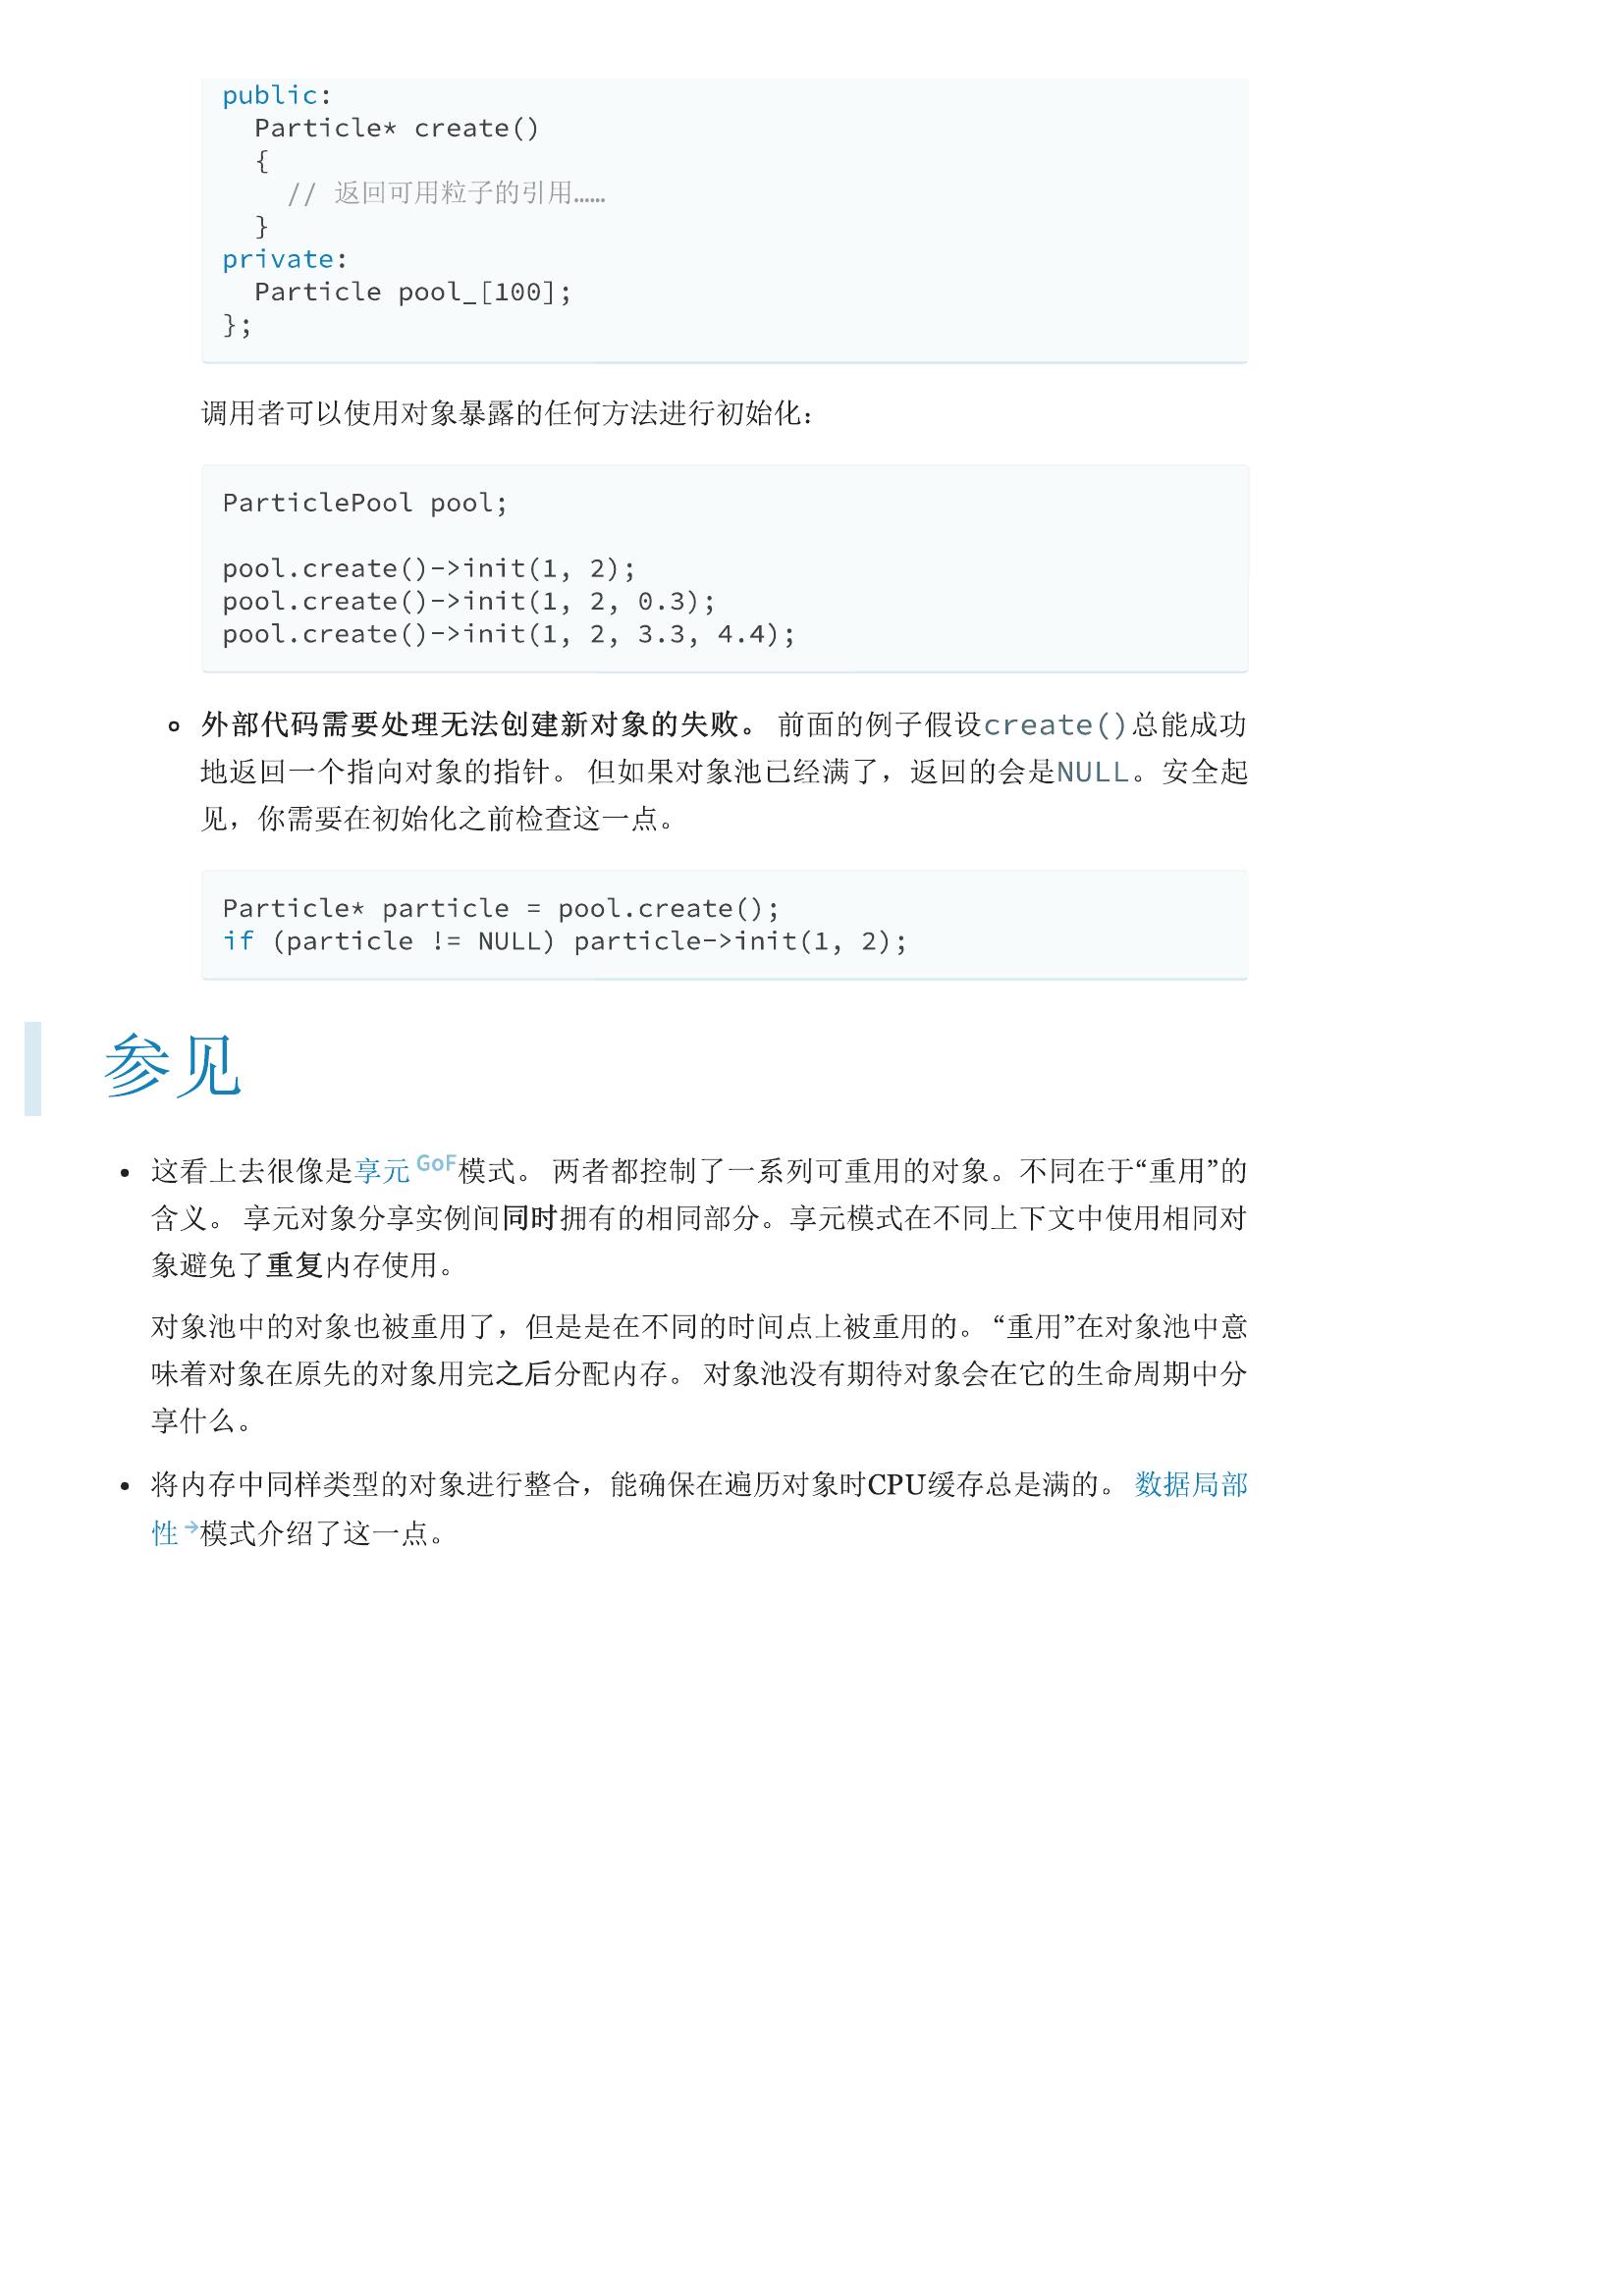 public:
  Particle* create()
  {
    // 返回可用粒子的引用……
  }
private:
  Particle pool_[100];
};
调用者可以使用对象暴露的任何方法进行初始化：
ParticlePool pool;
pool.create()->init(1, 2);
pool.create()->init(1, 2, 0.3);
pool.create()->init(1, 2, 3.3, 4.4);
外部代码需要处理无法创建新对象的失败。 前面的例子假设create()总能成功
地返回一个指向对象的指针。 但如果对象池已经满了，返回的会是NULL。安全起
见，你需要在初始化之前检查这一点。
Particle* particle = pool.create();
if (particle != NULL) particle->init(1, 2);
参见
这看上去很像是享元 GoF模式。 两者都控制了一系列可重用的对象。不同在于“重用”的
含义。 享元对象分享实例间同时拥有的相同部分。享元模式在不同上下文中使用相同对
象避免了重复内存使用。
对象池中的对象也被重用了，但是是在不同的时间点上被重用的。 “重用”在对象池中意
味着对象在原先的对象用完之后分配内存。 对象池没有期待对象会在它的生命周期中分
享什么。
将内存中同样类型的对象进行整合，能确保在遍历对象时CPU缓存总是满的。 数据局部
性→模式介绍了这一点。